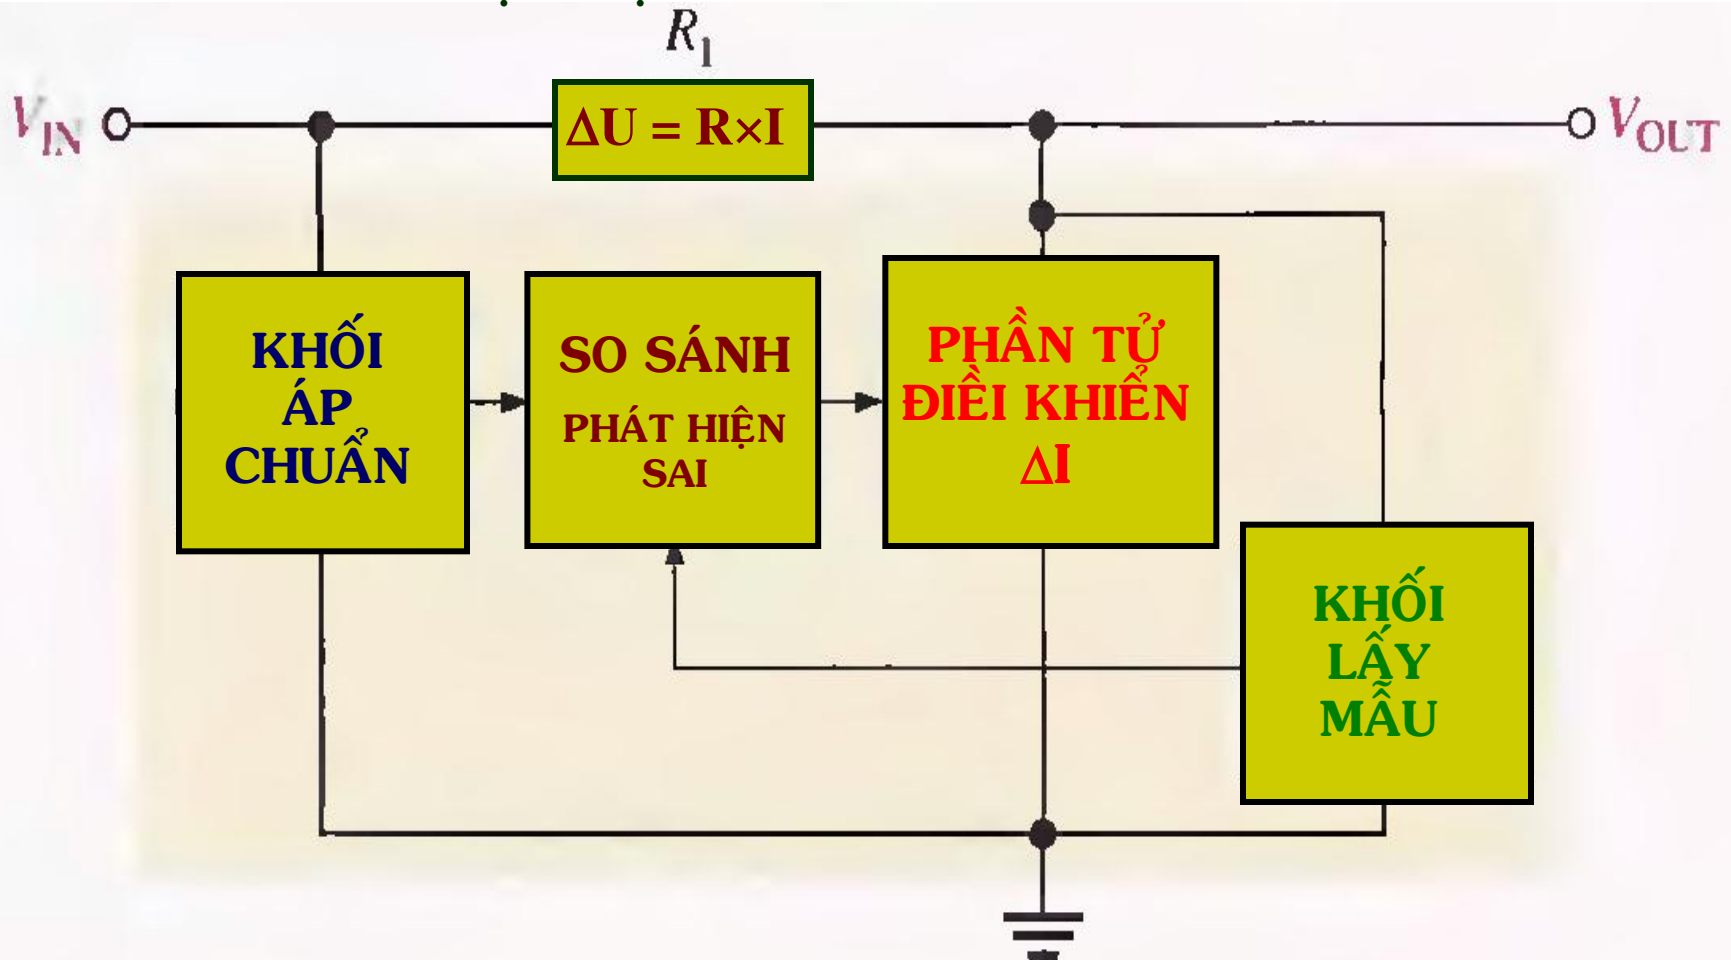 R1
VIN
ΔU = R×I
VOUT
KHỐI
ÁP
CHUẨN
SO SÁNH
PHÁT HIỆN
SAI
PHẦN TỬ
ĐIỀI KHIỂN
ΔI
KHỐI
LẤY
MẪU